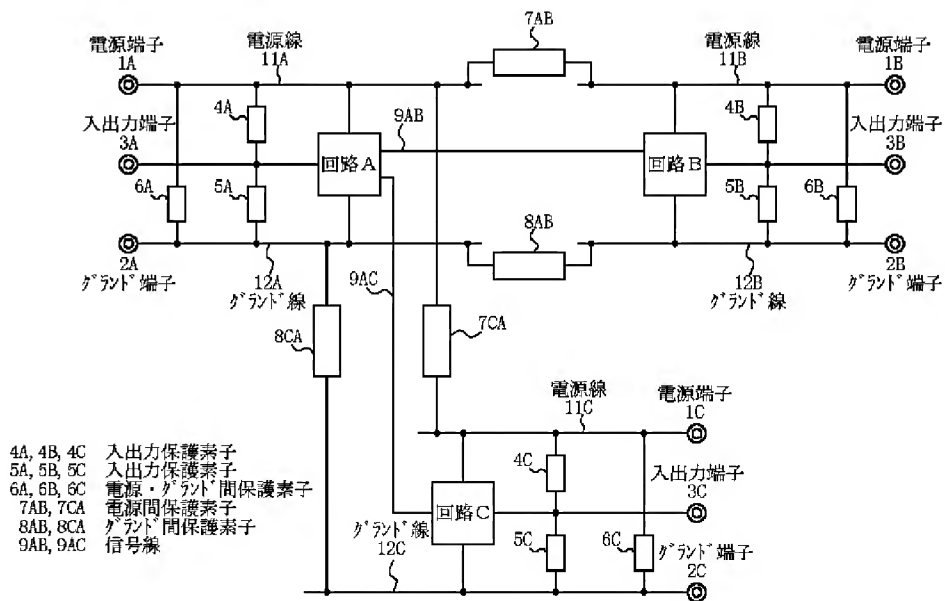 7AB
電源端子
1A
電源線
11A
電源線
11B
電源端子
1B
4A
9AB
4B
入出力端子
3A
回路A
回路B
入出力端子
3B
6A
5A
5B
6B
8AB
2A
グランド端子
12A
グランド線
9AC
12B
グランド線
2B
グランド端子
8CA
7CA
電源線
11C
電源端子
1C
4C
入出力端子
3C
回路C
グランド線
12C
5C
6C
グランド端子
2C
4A, 4B, 4C 入出力保護素子
5A, 5B, 5C 入出力保護素子
6A, 6B, 6C 電源・グランド間保護素子
7AB, 7CA 電源間保護素子
8AB, 8CA グランド間保護素子
9AB, 9AC 信号線